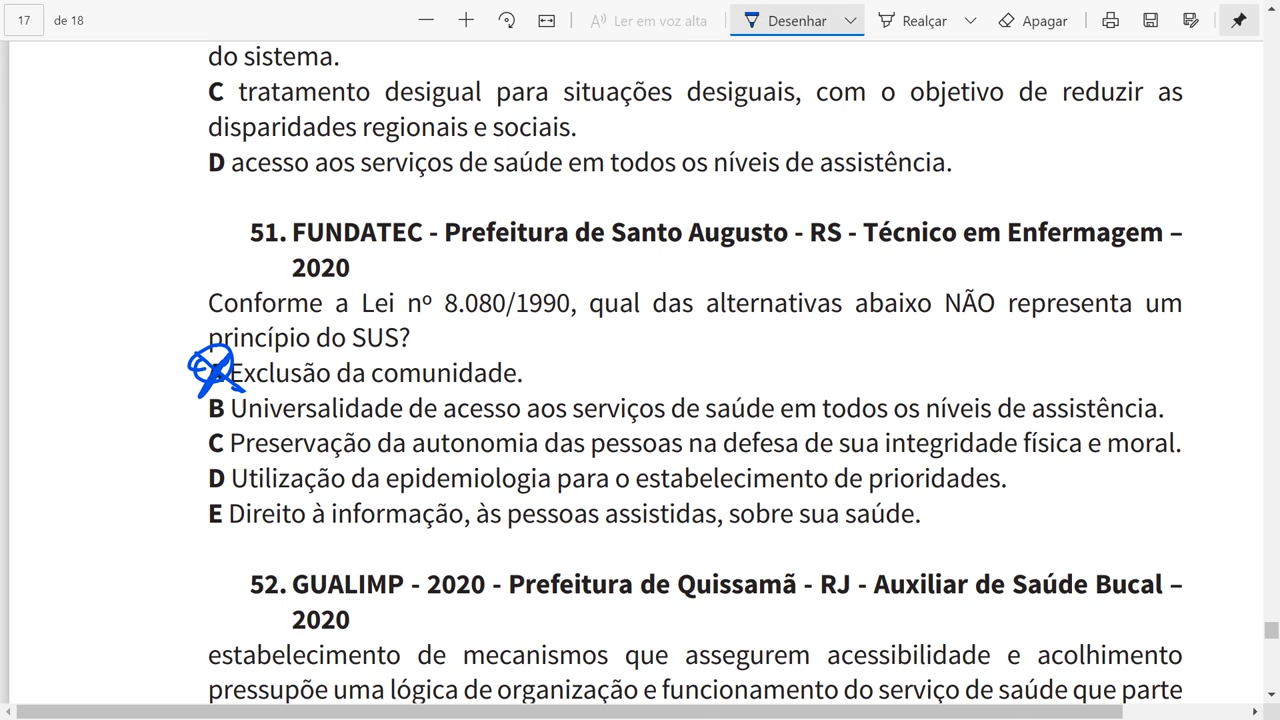 17 de 18 Ler em voz alta Desenhar Realçar Apagar
do sistema.
C tratamento desigual para situações desiguais, com o objetivo de reduzir as
disparidades regionais e sociais.
D acesso aos serviços de saúde em todos os níveis de assistência.
51. FUNDATEC - Prefeitura de Santo Augusto - RS - Técnico em Enfermagem –
2020
Conforme a Lei nº 8.080/1990, qual das alternativas abaixo NÃO representa um
princípio do SUS?
A Exclusão da comunidade.
B Universalidade de acesso aos serviços de saúde em todos os níveis de assistência.
C Preservação da autonomia das pessoas na defesa de sua integridade física e moral.
D Utilização da epidemiologia para o estabelecimento de prioridades.
E Direito à informação, às pessoas assistidas, sobre sua saúde.
52. GUALIMP - 2020 - Prefeitura de Quissamã - RJ - Auxiliar de Saúde Bucal –
2020
estabelecimento de mecanismos que assegurem acessibilidade e acolhimento
pressupõe uma lógica de organização e funcionamento do serviço de saúde que parte